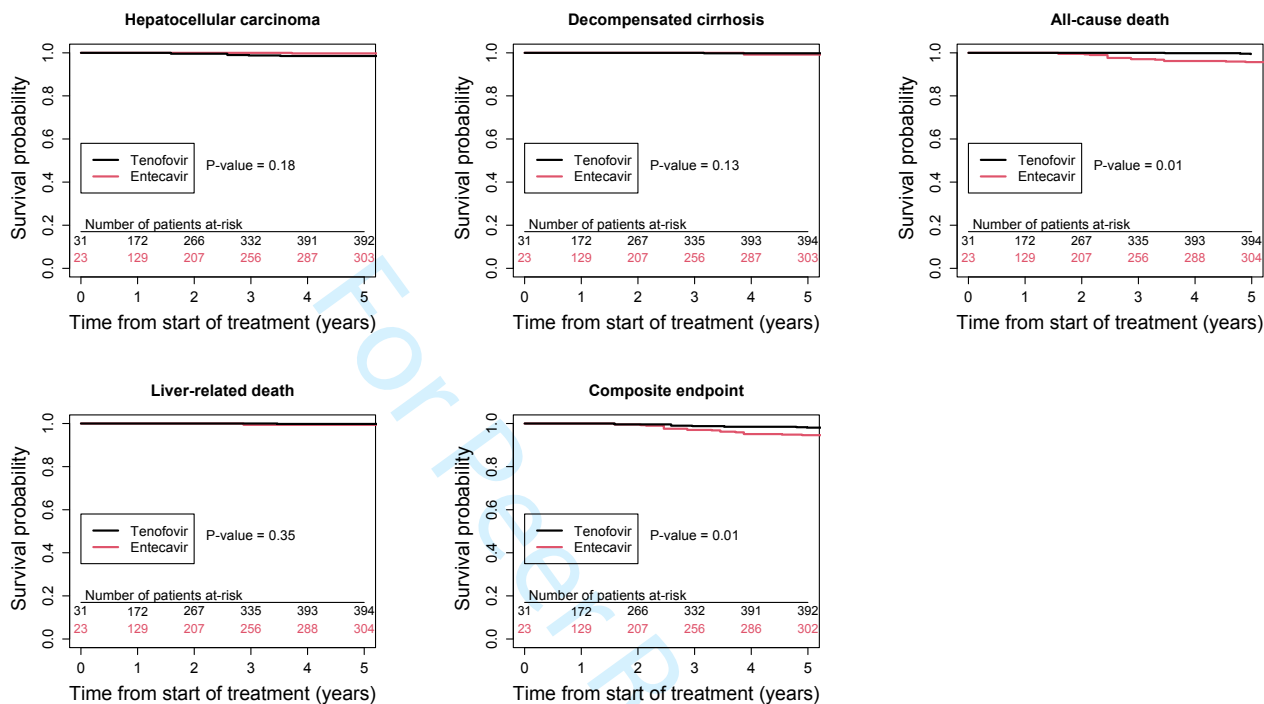 Hepatocellular carcinoma
Survival probability
1.0
0.8
0.6
0.4
0.2
0.0
Tenofovir
Entecavir
P-value = 0.18
Number of patients at-risk
31 172 266 332 391 392
23 129 207 256 287 303
0 1 2 3 4 5
Time from start of treatment (years)
Decompensated cirrhosis
Survival probability
1.0
0.8
0.6
0.4
0.2
0.0
Tenofovir
Entecavir
P-value = 0.13
Number of patients at-risk
31 172 267 335 393 394
23 129 207 256 287 303
0 1 2 3 4 5
Time from start of treatment (years)
All-cause death
Survival probability
1.0
0.8
0.6
0.4
0.2
0.0
Tenofovir
Entecavir
P-value = 0.01
Number of patients at-risk
31 172 267 335 393 394
23 129 207 256 288 304
0 1 2 3 4 5
Time from start of treatment (years)
Liver-related death
Survival probability
1.0
0.8
0.6
0.4
0.2
0.0
Tenofovir
Entecavir
P-value = 0.35
Number of patients at-risk
31 172 267 335 393 394
23 129 207 256 288 304
0 1 2 3 4 5
Time from start of treatment (years)
Composite endpoint
Survival probability
1.0
0.8
0.6
0.4
0.2
0.0
Tenofovir
Entecavir
P-value = 0.01
Number of patients at-risk
31 172 266 332 391 392
23 129 207 256 286 302
0 1 2 3 4 5
Time from start of treatment (years)
For Peer R